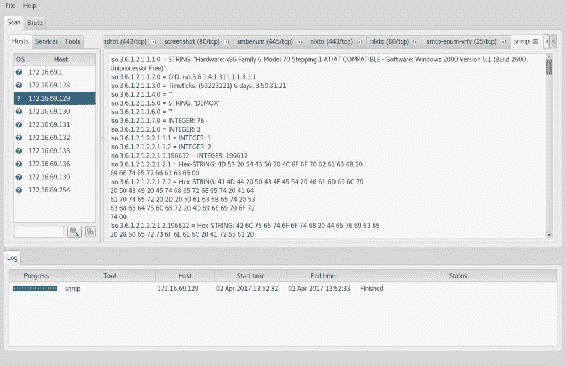 File Help
Scan Brute
Hosts Services Tools
shot (443/tcp) screenshot (80/tcp) smbenum (445/tcp) nikto (443/tcp) nikto (80/tcp) smtp-enum-vrfy (25/tcp) snmp
OS Host
172.16.69.1
172.16.69.128
172.16.69.129
172.16.69.130
172.16.69.131
172.16.69.132
172.16.69.135
172.16.69.139
172.16.69.254
iso.3.6.1.2.1.1.1.0 = STRING: "Hardware: x86 Family 6 Model 70 Stepping 1 AT/AT COMPATIBLE - Software: Windows 2000 Version 5.1 (Build 2600
Uniprocessor Free)"
iso.3.6.1.2.1.1.2.0 = OID: iso.3.6.1.4.1.311.1.1.3.1.1
iso.3.6.1.2.1.1.3.0 = Timeticks: (53223121) 6 days, 3:50:31.21
iso.3.6.1.2.1.1.4.0 = ""
iso.3.6.1.2.1.1.5.0 = STRING: "DEMOX"
iso.3.6.1.2.1.1.6.0 = ""
iso.3.6.1.2.1.1.7.0 = INTEGER: 76
iso.3.6.1.2.1.2.1.0 = INTEGER: 3
iso.3.6.1.2.1.2.2.1.1.1 = INTEGER: 1
iso.3.6.1.2.1.2.2.1.1.2 = INTEGER: 2
iso.3.6.1.2.1.2.2.1.1.196612 = INTEGER: 196612
iso.3.6.1.2.1.2.2.1.2.1 = Hex-STRING: 4D 53 20 54 43 50 20 4C 6F 6F 70 62 61 63 6B 20
69 6E 74 65 72 66 61 63 65 00
iso.3.6.1.2.1.2.2.1.2.2 = Hex-STRING: 41 4D 44 20 50 43 4E 45 54 20 46 61 6D 69 6C 79
20 50 43 49 20 45 74 68 65 72 6E 65 74 20 41 64
61 70 74 65 72 20 2D 20 50 61 63 6B 65 74 20 53
63 68 65 64 75 6C 65 72 20 4D 69 6E 69 70 6F 72
74 00
iso.3.6.1.2.1.2.2.1.2.196612 = Hex-STRING: 42 6C 75 65 74 6F 6F 74 68 20 44 65 76 69 63 65
20 28 50 65 72 73 6F 6E 61 6C 20 41 72 65 61 20
Log
Progress Tool Host Start time End time Status
snmp 172.16.69.129 02 Apr 2017 13:52:32 02 Apr 2017 13:52:33 Finished